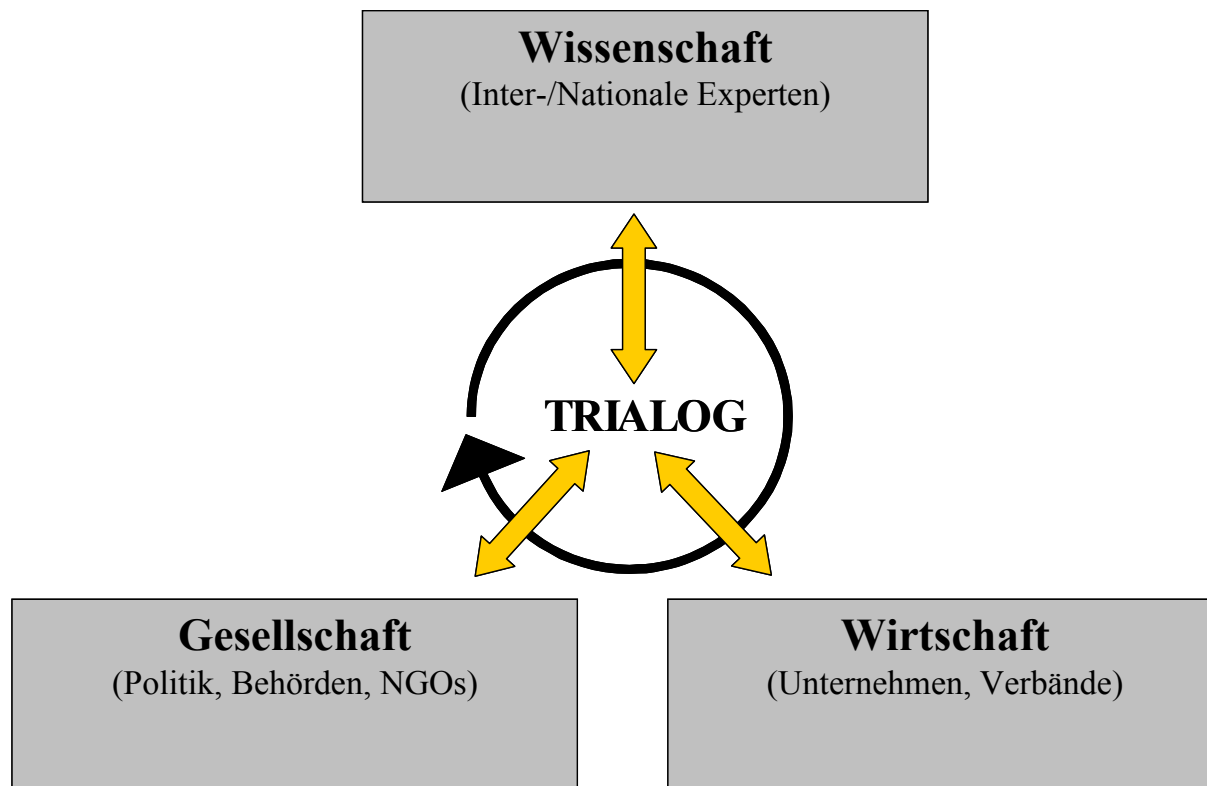 Wissenschaft
(Inter-/Nationale Experten)
TRIALOG
Gesellschaft
(Politik, Behörden, NGOs)
Wirtschaft
(Unternehmen, Verbände)